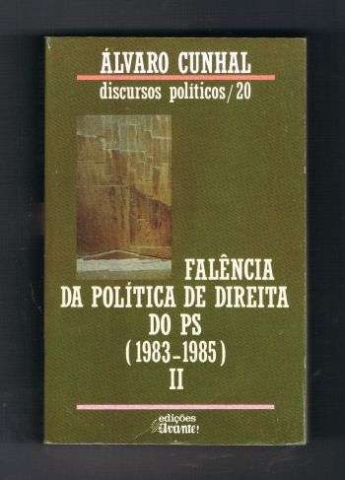 ÁLVARO CUNHAL
discursos políticos/20
FALÊNCIA
DA POLÍTICA DE DIREITA
DO PS
(1983-1985)
II
edições
Avante!